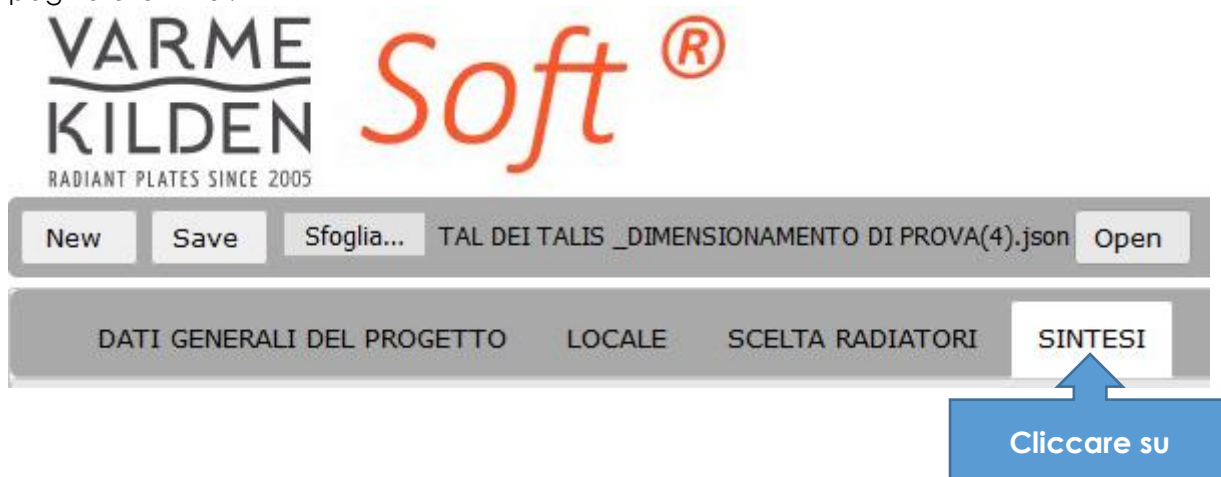 VARME
KILDEN
RADIANT PLATES SINCE 2005
Soft ®
New Save Sfoglia... TAL DEI TALIS _DIMENSIONAMENTO DI PROVA(4).json Open
DATI GENERALI DEL PROGETTO LOCALE SCELTA RADIATORI SINTESI
Cliccare su